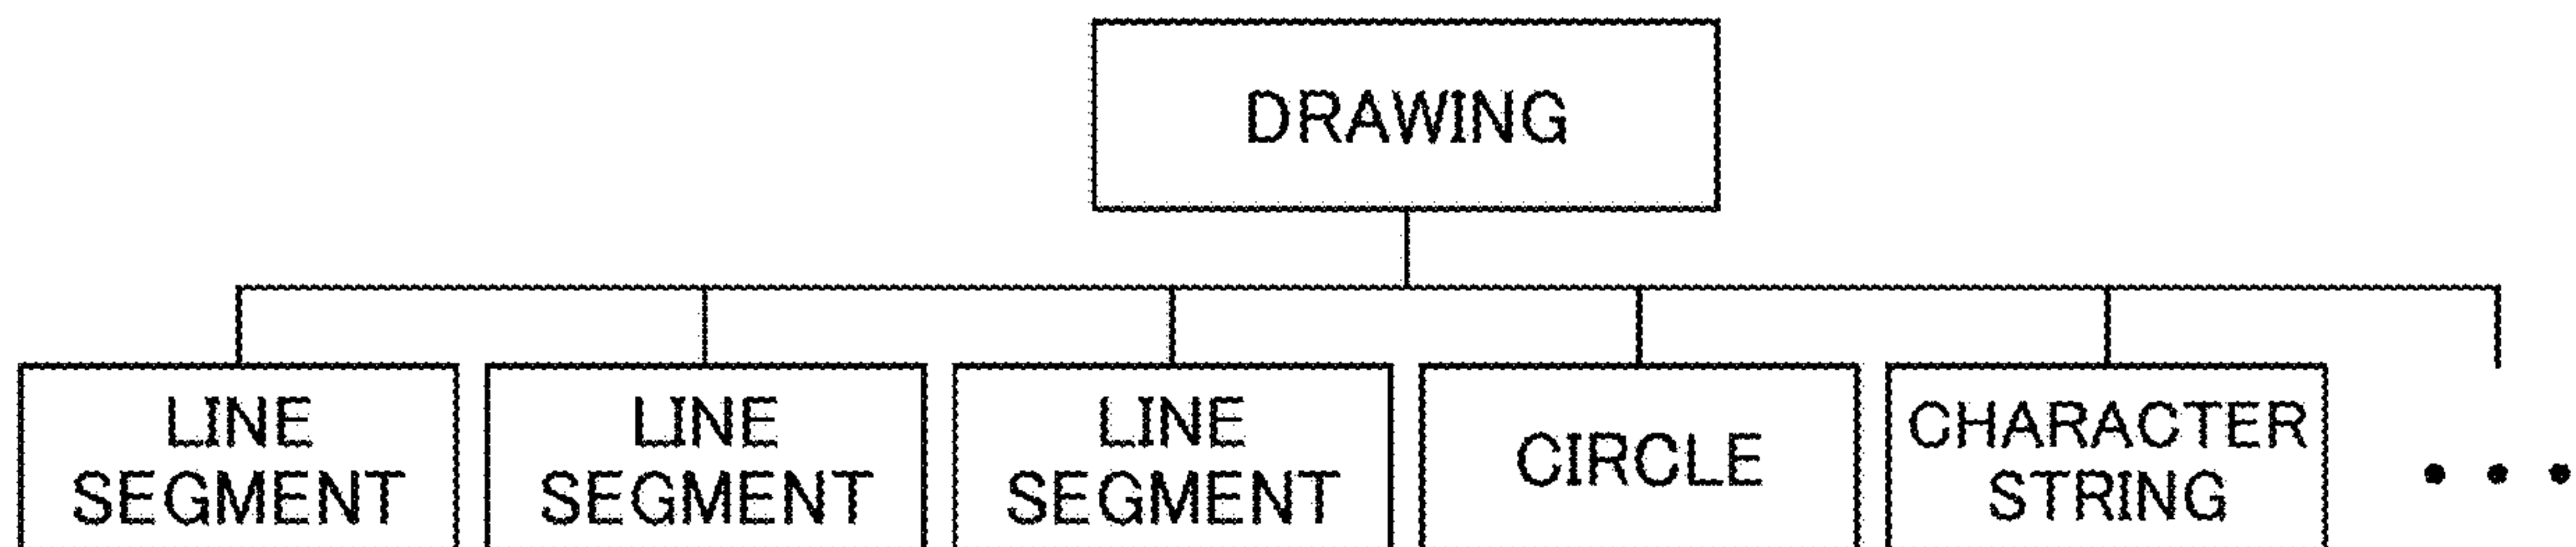 DRAWING
LINE
SEGMENT
LINE
SEGMENT
LINE
SEGMENT
CIRCLE
CHARACTER
STRING
• • •